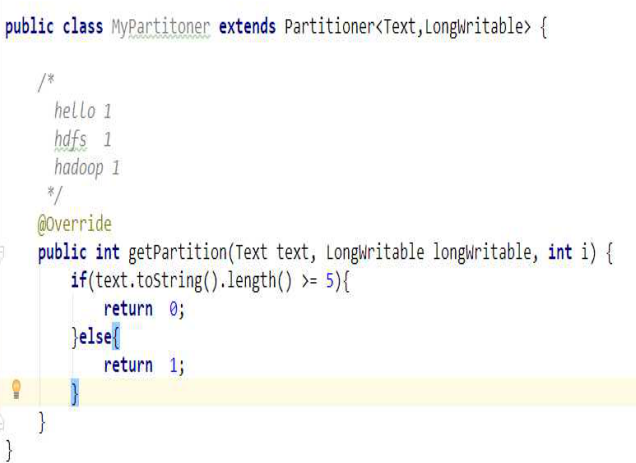 public class MyPartitoner extends Partitioner<Text,LongWritable> {
/*
hello 1
hdfs  1
hadoop 1
*/
@Override
public int getPartition(Text text, LongWritable longWritable, int i) {
if(text.toString().length() >= 5){
return  0;
}else{
return  1;
}
}
}